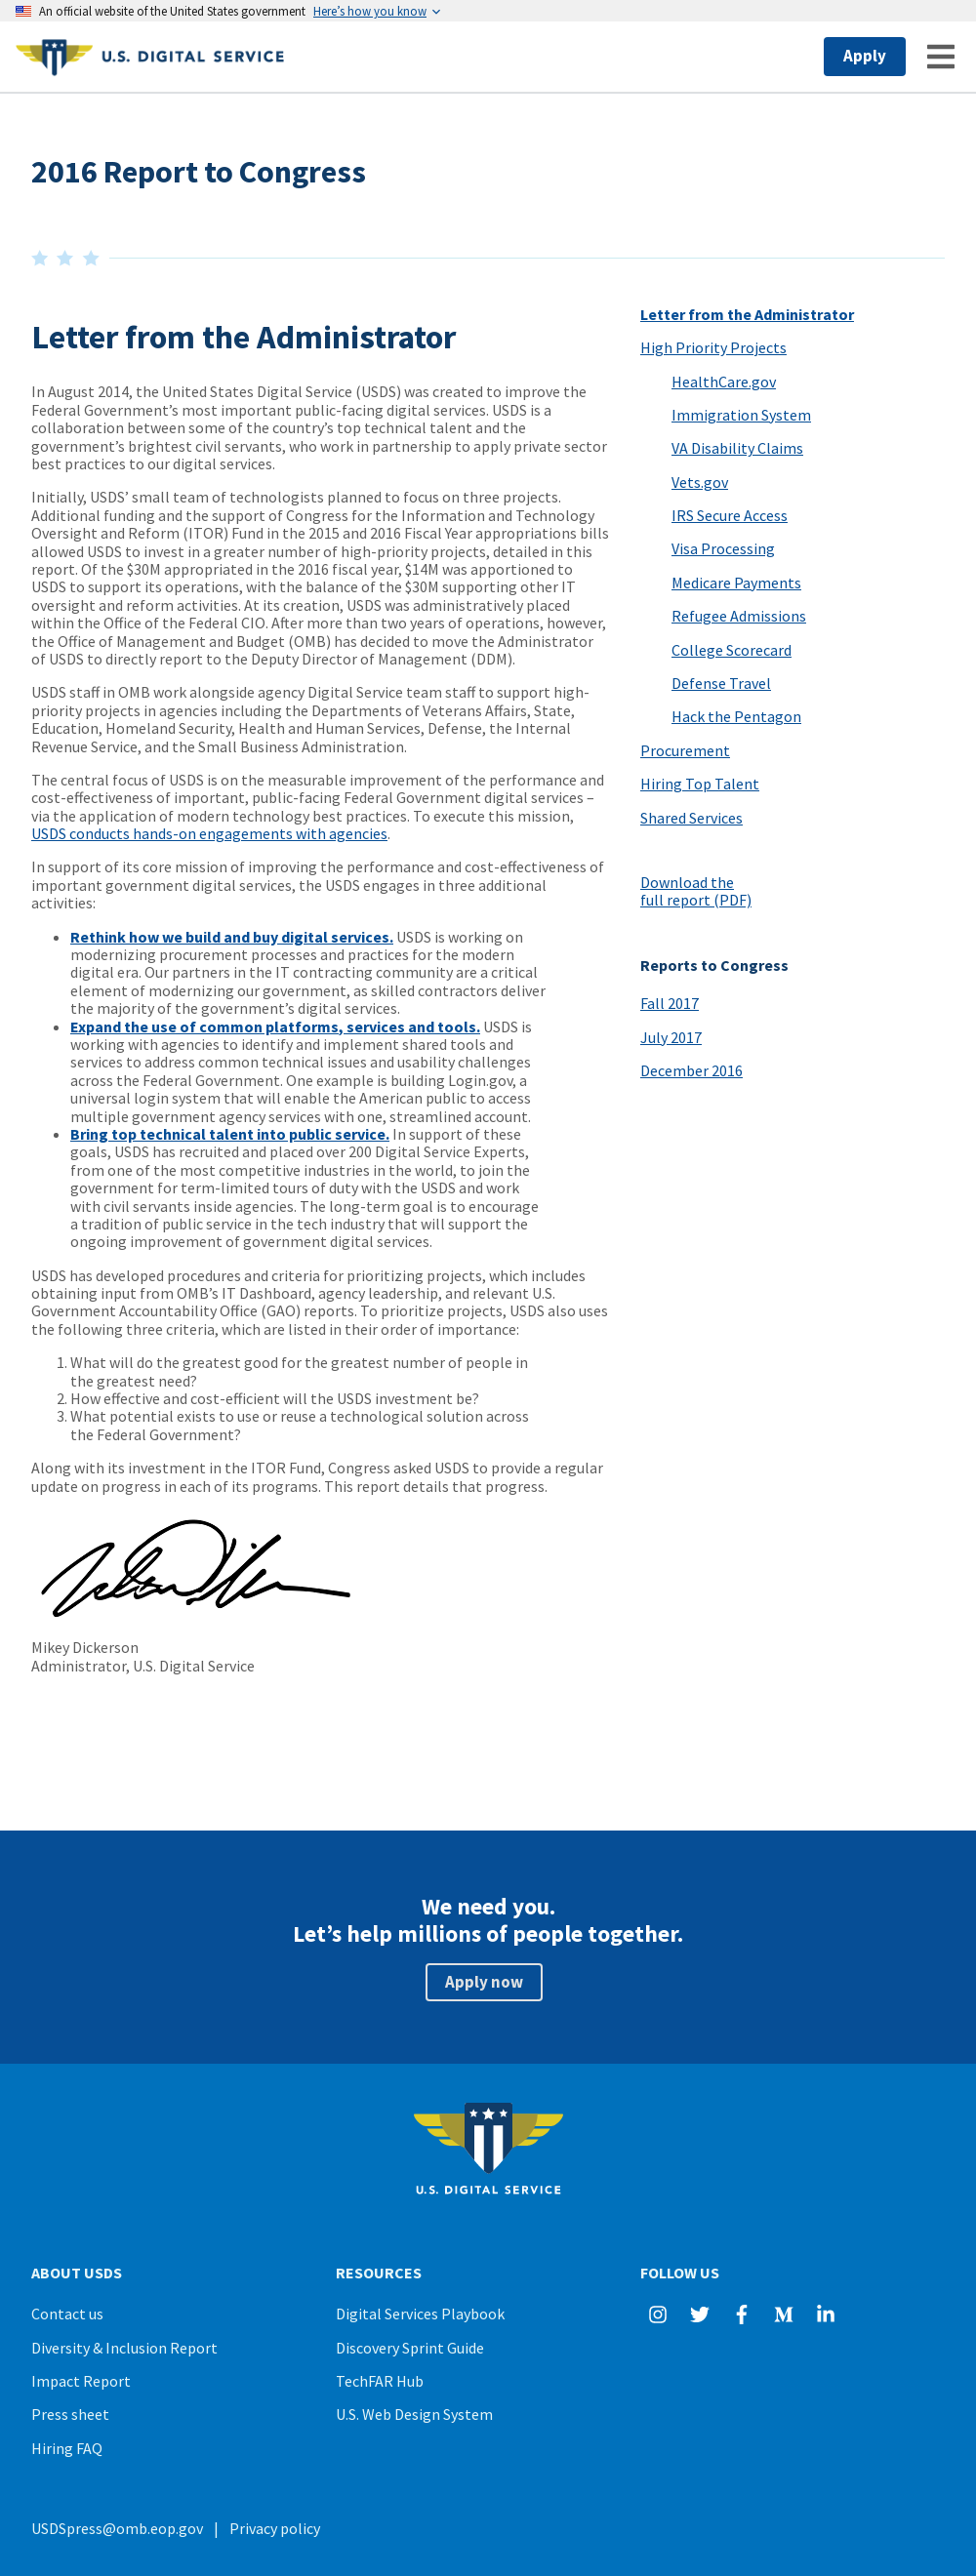 An official website of the United States government Here's how you know
U.S. DIGITAL SERVICE
Apply
2016 Report to Congress
Letter from the Administrator
In August 2014, the United States Digital Service (USDS) was created to improve the
Federal Government’s most important public-facing digital services. USDS is a
collaboration between some of the country’s top technical talent and the
government’s brightest civil servants, who work in partnership to apply private sector
best practices to our digital services.
Initially, USDS’ small team of technologists planned to focus on three projects.
Additional funding and the support of Congress for the Information and Technology
Oversight and Reform (ITOR) Fund in the 2015 and 2016 Fiscal Year appropriations bills
allowed USDS to invest in a greater number of high-priority projects, detailed in this
report. Of the $30M appropriated in the 2016 fiscal year, $14M was apportioned to
USDS to support its operations, with the balance of the $30M supporting other IT
oversight and reform activities. At its creation, USDS was administratively placed
within the Office of the Federal CIO. After more than two years of operations, however,
the Office of Management and Budget (OMB) has decided to move the Administrator
of USDS to directly report to the Deputy Director of Management (DDM).
USDS staff in OMB work alongside agency Digital Service team staff to support high-
priority projects in agencies including the Departments of Veterans Affairs, State,
Education, Homeland Security, Health and Human Services, Defense, the Internal
Revenue Service, and the Small Business Administration.
The central focus of USDS is on the measurable improvement of the performance and
cost-effectiveness of important, public-facing Federal Government digital services –
via the application of modern technology best practices. To execute this mission,
USDS conducts hands-on engagements with agencies.
In support of its core mission of improving the performance and cost-effectiveness of
important government digital services, the USDS engages in three additional
activities:
• Rethink how we build and buy digital services. USDS is working on
modernizing procurement processes and practices for the modern
digital era. Our partners in the IT contracting community are a critical
element of modernizing our government, as skilled contractors deliver
the majority of the government’s digital services.
• Expand the use of common platforms, services and tools. USDS is
working with agencies to identify and implement shared tools and
services to address common technical issues and usability challenges
across the Federal Government. One example is building Login.gov, a
universal login system that will enable the American public to access
multiple government agency services with one, streamlined account.
• Bring top technical talent into public service. In support of these
goals, USDS has recruited and placed over 200 Digital Service Experts,
from one of the most competitive industries in the world, to join the
government for term-limited tours of duty with the USDS and work
with civil servants inside agencies. The long-term goal is to encourage
a tradition of public service in the tech industry that will support the
ongoing improvement of government digital services.
USDS has developed procedures and criteria for prioritizing projects, which includes
obtaining input from OMB’s IT Dashboard, agency leadership, and relevant U.S.
Government Accountability Office (GAO) reports. To prioritize projects, USDS also uses
the following three criteria, which are listed in their order of importance:
1. What will do the greatest good for the greatest number of people in
the greatest need?
2. How effective and cost-efficient will the USDS investment be?
3. What potential exists to use or reuse a technological solution across
the Federal Government?
Along with its investment in the ITOR Fund, Congress asked USDS to provide a regular
update on progress in each of its programs. This report details that progress.
Mikey Dickerson
Administrator, U.S. Digital Service
Letter from the Administrator
High Priority Projects
HealthCare.gov
Immigration System
VA Disability Claims
Vets.gov
IRS Secure Access
Visa Processing
Medicare Payments
Refugee Admissions
College Scorecard
Defense Travel
Hack the Pentagon
Procurement
Hiring Top Talent
Shared Services
Download the
full report (PDF)
Reports to Congress
Fall 2017
July 2017
December 2016
We need you.
Let’s help millions of people together.
Apply now
U.S. DIGITAL SERVICE
ABOUT USDS
Contact us
Diversity & Inclusion Report
Impact Report
Press sheet
Hiring FAQ
RESOURCES
Digital Services Playbook
Discovery Sprint Guide
TechFAR Hub
U.S. Web Design System
FOLLOW US
USDSpress@omb.eop.gov | Privacy policy